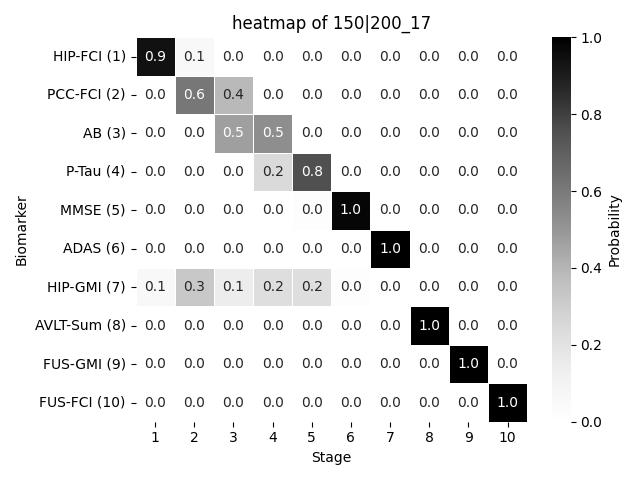 heatmap of 150|200_17
Biomarker
HIP-FCI (1) 0.9 0.1 0.0 0.0 0.0 0.0 0.0 0.0 0.0 0.0
PCC-FCI (2) 0.0 0.6 0.4 0.0 0.0 0.0 0.0 0.0 0.0 0.0
AB (3) 0.0 0.0 0.5 0.5 0.0 0.0 0.0 0.0 0.0 0.0
P-Tau (4) 0.0 0.0 0.0 0.2 0.8 0.0 0.0 0.0 0.0 0.0
MMSE (5) 0.0 0.0 0.0 0.0 0.0 1.0 0.0 0.0 0.0 0.0
ADAS (6) 0.0 0.0 0.0 0.0 0.0 0.0 1.0 0.0 0.0 0.0
HIP-GMI (7) 0.1 0.3 0.1 0.2 0.2 0.0 0.0 0.0 0.0 0.0
AVLT-Sum (8) 0.0 0.0 0.0 0.0 0.0 0.0 0.0 1.0 0.0 0.0
FUS-GMI (9) 0.0 0.0 0.0 0.0 0.0 0.0 0.0 0.0 1.0 0.0
FUS-FCI (10) 0.0 0.0 0.0 0.0 0.0 0.0 0.0 0.0 0.0 1.0
1 2 3 4 5 6 7 8 9 10
Stage
1.0
0.8
0.6
0.4
0.2
0.0
Probability